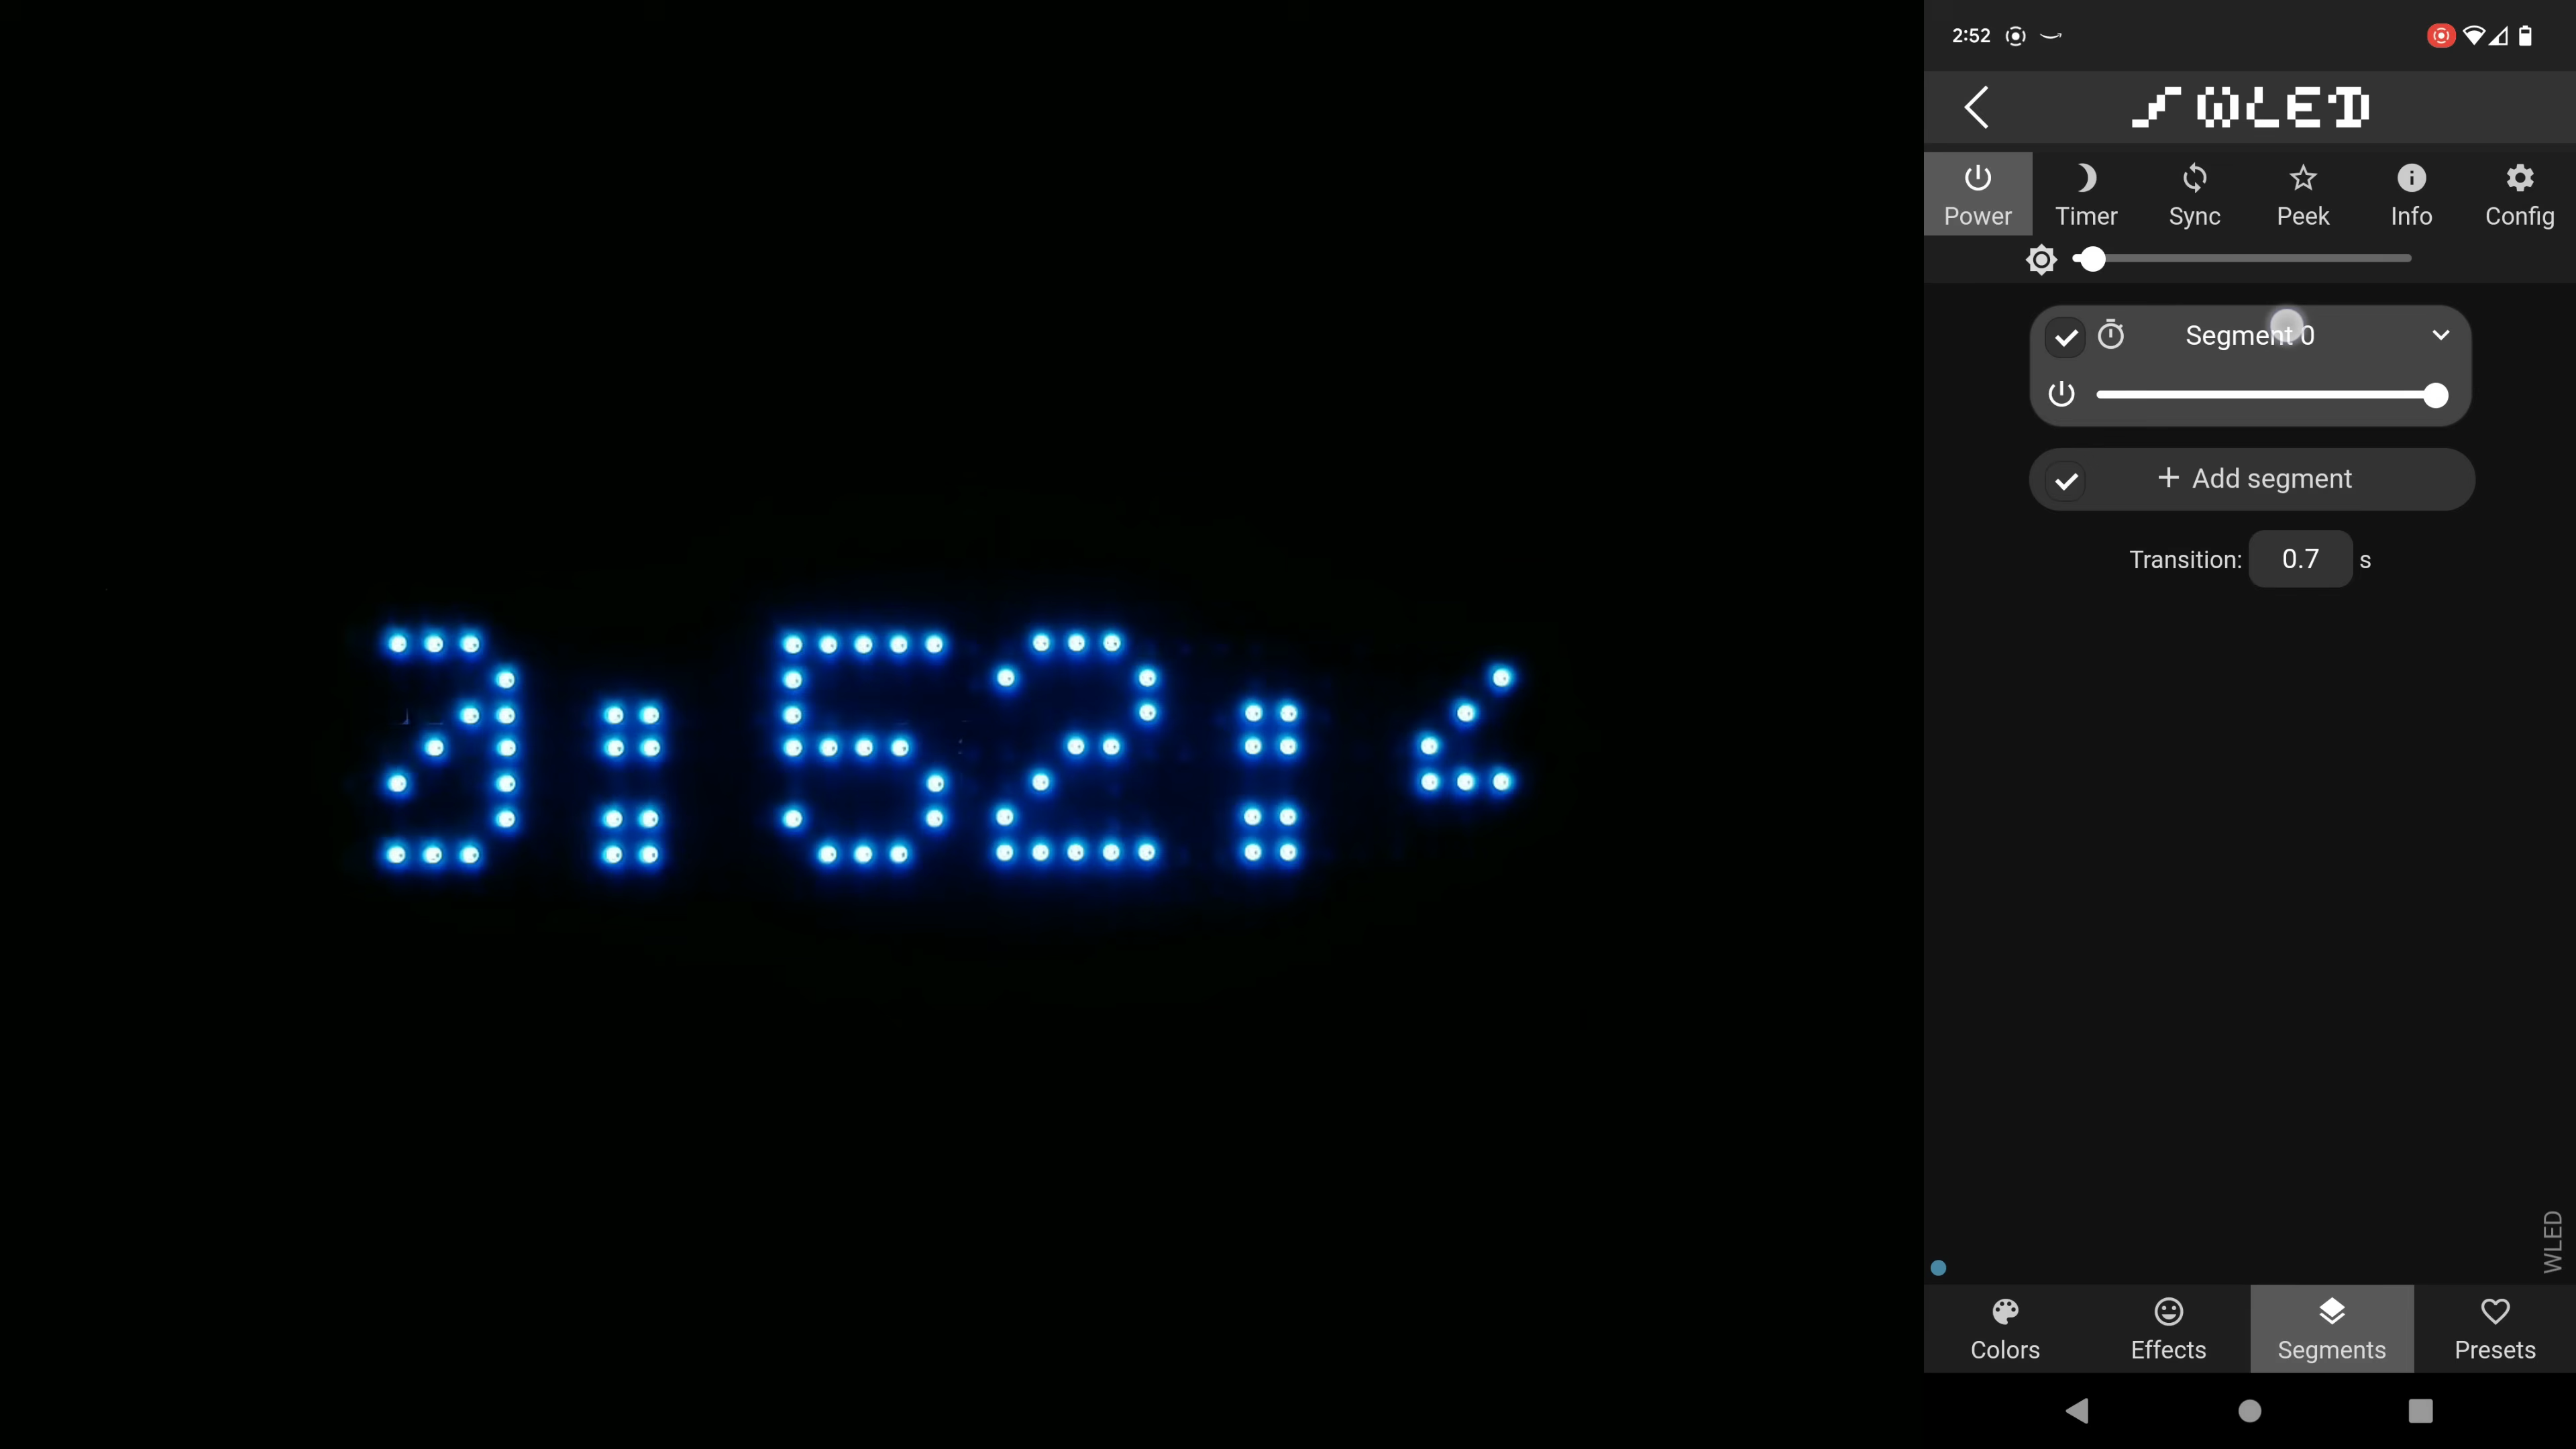 :52:
2:52
WLED
Power
Timer
Sync
Peek
Info
Config
Segment 0
+ Add segment
Transition: 0.7 s
WLED
Colors
Effects
Segments
Presets